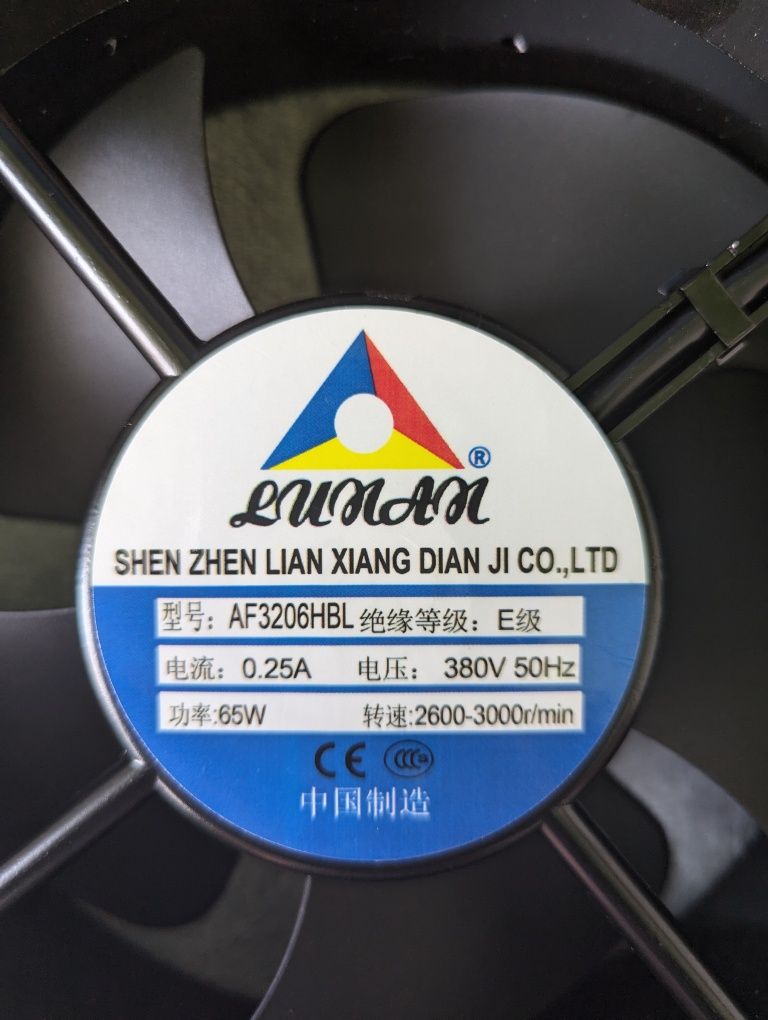 ®
LUNAN
SHEN ZHEN LIAN XIANG DIAN JI CO.,LTD
型号: AF3206HBL 绝缘等级: E级
电流: 0.25A 电压: 380V 50Hz
功率:65W 转速:2600-3000r/min
CE CCC
中国制造